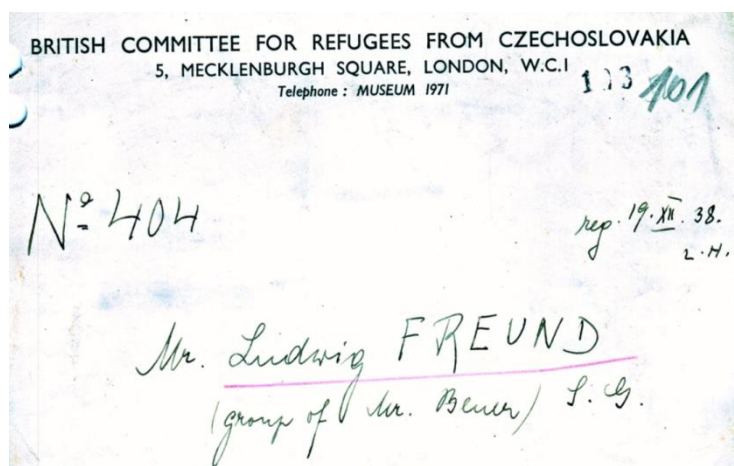 BRITISH COMMITTEE FOR REFUGEES FROM CZECHOSLOVAKIA
5, MECKLENBURGH SQUARE, LONDON, W.C.1
Telephone : MUSEUM 1971
101
Nº 404
reg. 19. XII. 38.
L.H.
Mr. Ludwig FREUND
(group of Mr. ) S. G.